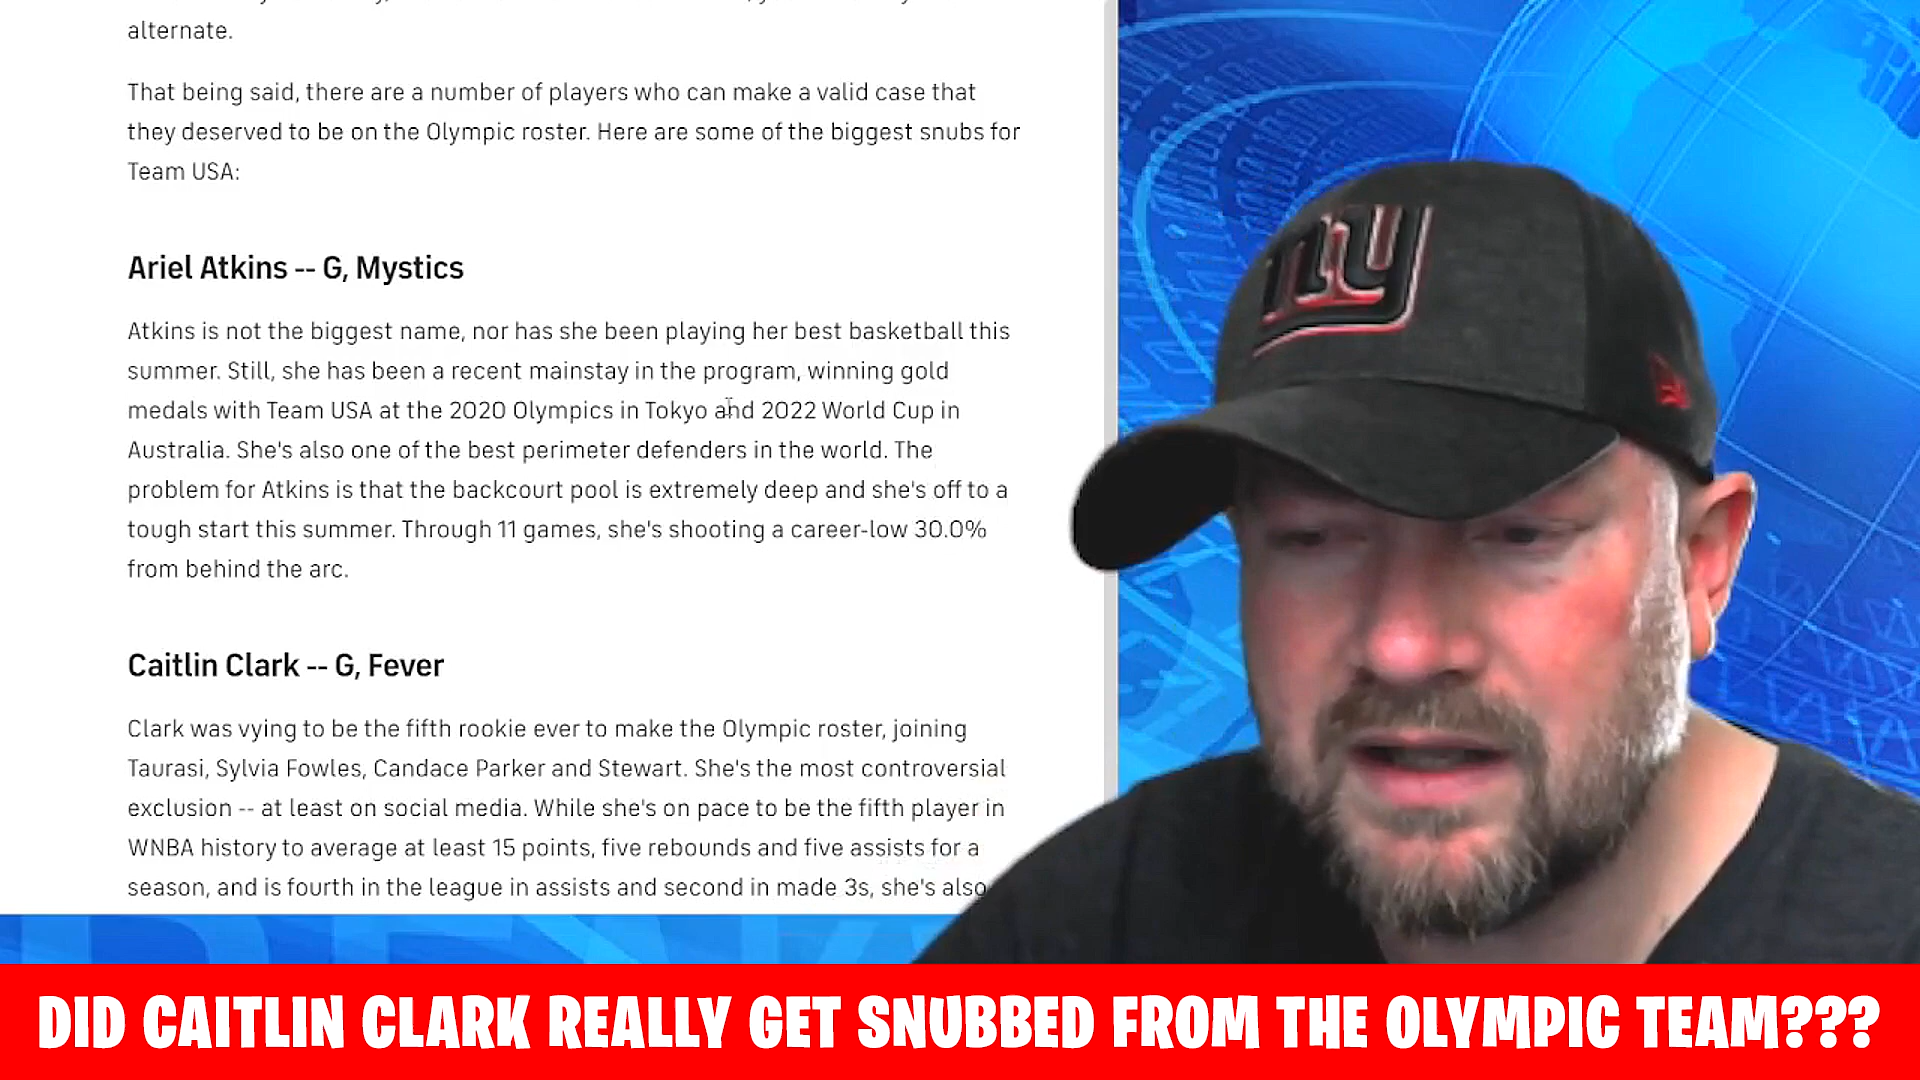 alternate.
That being said, there are a number of players who can make a valid case that
they deserved to be on the Olympic roster. Here are some of the biggest snubs for
Team USA:
Ariel Atkins -- G, Mystics
Atkins is not the biggest name, nor has she been playing her best basketball this
summer. Still, she has been a recent mainstay in the program, winning gold
medals with Team USA at the 2020 Olympics in Tokyo and 2022 World Cup in
Australia. She's also one of the best perimeter defenders in the world. The
problem for Atkins is that the backcourt pool is extremely deep and she's off to a
tough start this summer. Through 11 games, she's shooting a career-low 30.0%
from behind the arc.
Caitlin Clark -- G, Fever
Clark was vying to be the fifth rookie ever to make the Olympic roster, joining
Taurasi, Sylvia Fowles, Candace Parker and Stewart. She's the most controversial
exclusion -- at least on social media. While she's on pace to be the fifth player in
WNBA history to average at least 15 points, five rebounds and five assists for a
season, and is fourth in the league in assists and second in made 3s, she's also
ny
DID CAITLIN CLARK REALLY GET SNUBBED FROM THE OLYMPIC TEAM???